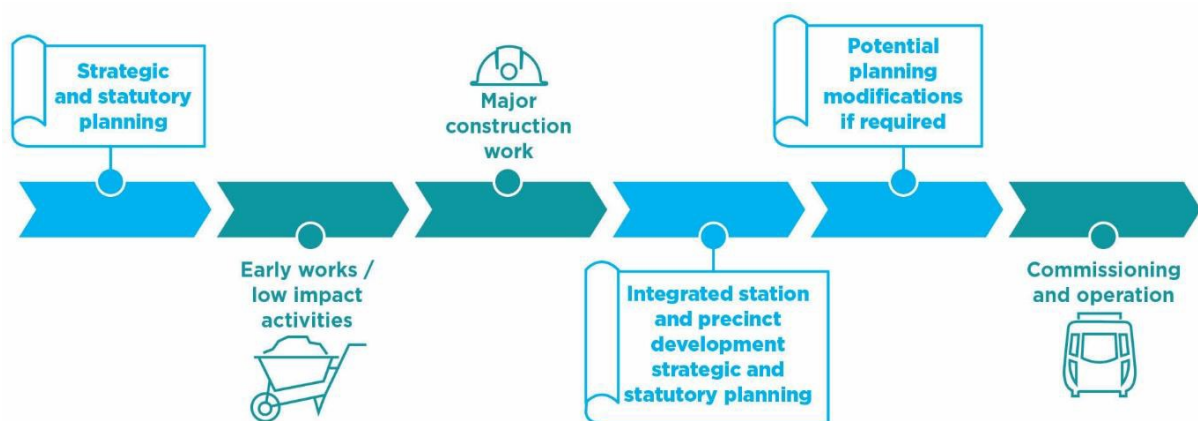 Strategic
and statutory
planning
Early works /
low impact
activities
Major
construction
work
Integrated station
and precinct
development
strategic and
statutory planning
Potential
planning
modifications
if required
Commissioning
and operation